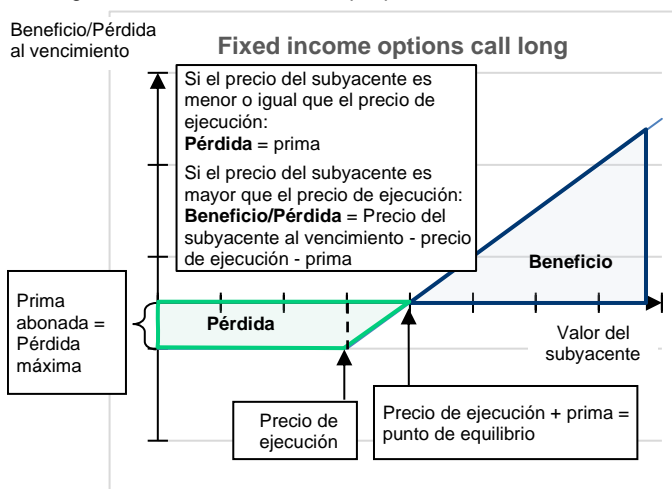 Beneficio/Pérdida
al vencimiento
Fixed income options call long
Si el precio del subyacente es
menor o igual que el precio de
ejecución:
Pérdida = prima
Si el precio del subyacente es
mayor que el precio de ejecución:
Beneficio/Pérdida = Precio del
subyacente al vencimiento - precio
de ejecución - prima
Beneficio
Prima
abonada =
Pérdida
máxima
Pérdida
Valor del
subyacente
Precio de
ejecución
Precio de ejecución + prima =
punto de equilibrio